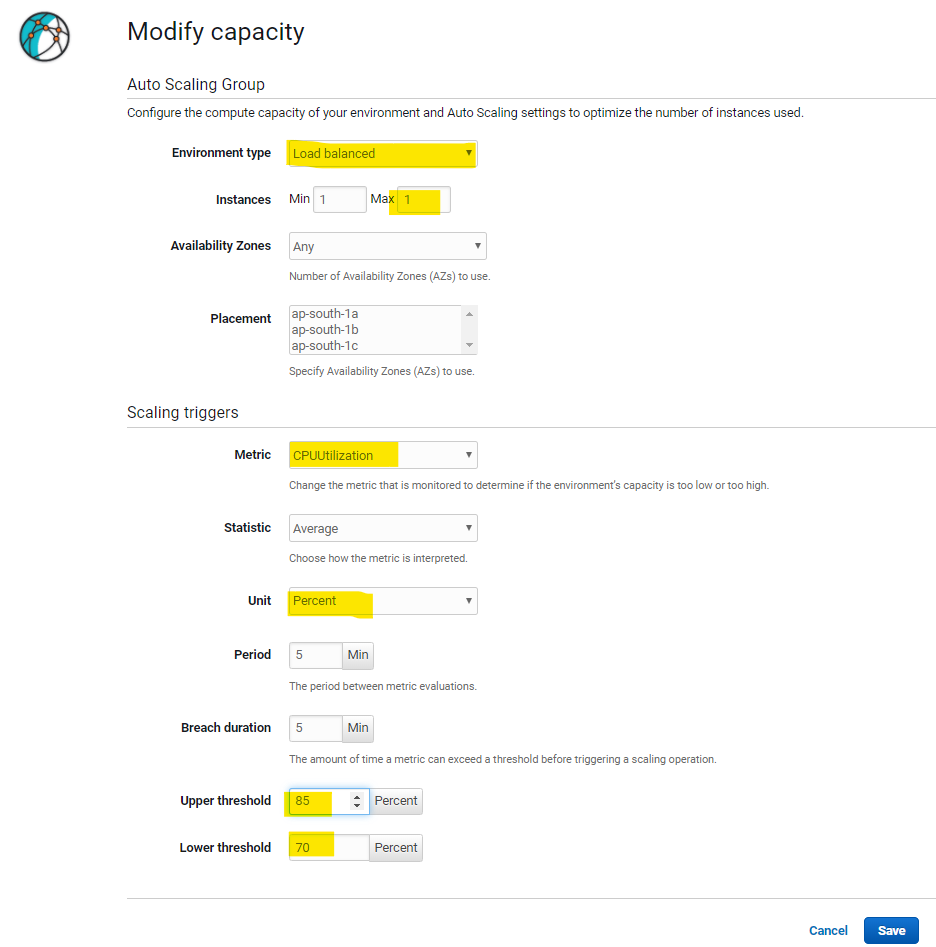 Modify capacity
Auto Scaling Group
Configure the compute capacity of your environment and Auto Scaling settings to optimize the number of instances used.
Environment type Load balanced
Instances Min 1 Max 1
Availability Zones Any
Number of Availability Zones (AZs) to use.
Placement ap-south-1a
ap-south-1b
ap-south-1c
Specify Availability Zones (AZs) to use.
Scaling triggers
Metric CPUUtilization
Change the metric that is monitored to determine if the environment's capacity is too low or too high.
Statistic Average
Choose how the metric is interpreted.
Unit Percent
Period 5 Min
The period between metric evaluations.
Breach duration 5 Min
The amount of time a metric can exceed a threshold before triggering a scaling operation.
Upper threshold 85 Percent
Lower threshold 70 Percent
Cancel Save